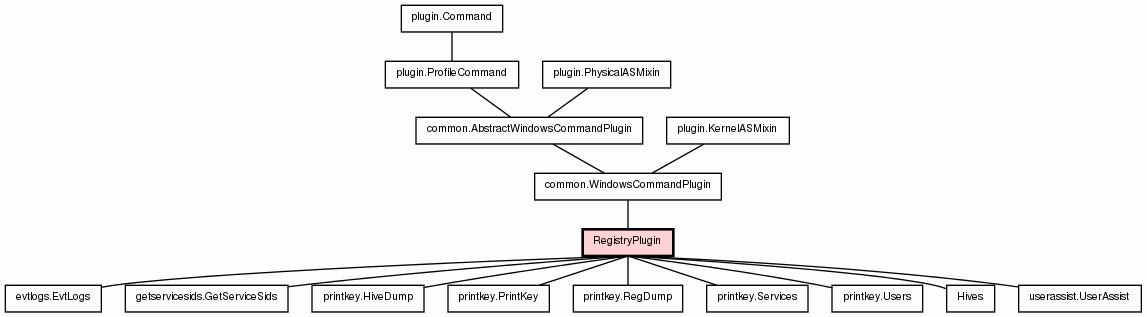 plugin.Command
plugin.ProfileCommand
plugin.PhysicalASMixin
common.AbstractWindowsCommandPlugin
plugin.KernelASMixin
common.WindowsCommandPlugin
RegistryPlugin
evtlogs.EvtLogs
getservicesids.GetServiceSids
printkey.HiveDump
printkey.PrintKey
printkey.RegDump
printkey.Services
printkey.Users
Hives
userassist.UserAssist